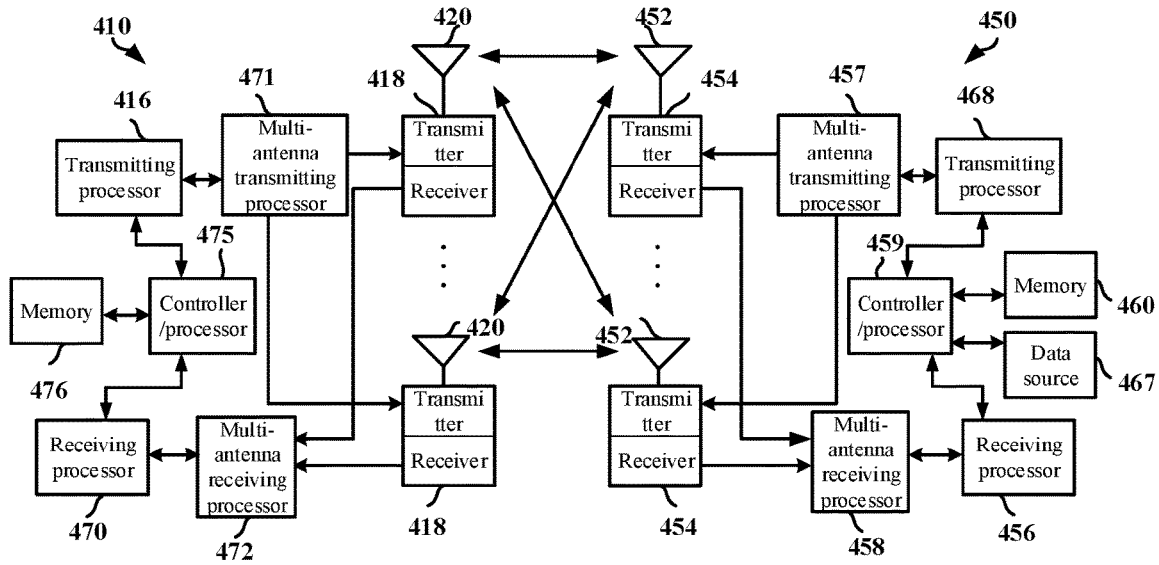 410
420
452
450
471
418
454
457
416
468
Multi-
antenna
transmitting
processor
Transmi
tter
Receiver
Transmi
tter
Receiver
Multi-
antenna
transmitting
processor
Transmitting
processor
Transmitting
processor
475
459
Memory
Controller
/processor
Controller
/processor
Memory
460
420
452
476
Data
source
467
Receiving
processor
Multi-
antenna
receiving
processor
Transmi
tter
Receiver
Transmi
tter
Receiver
Multi-
antenna
receiving
processor
Receiving
processor
470
472
418
454
458
456